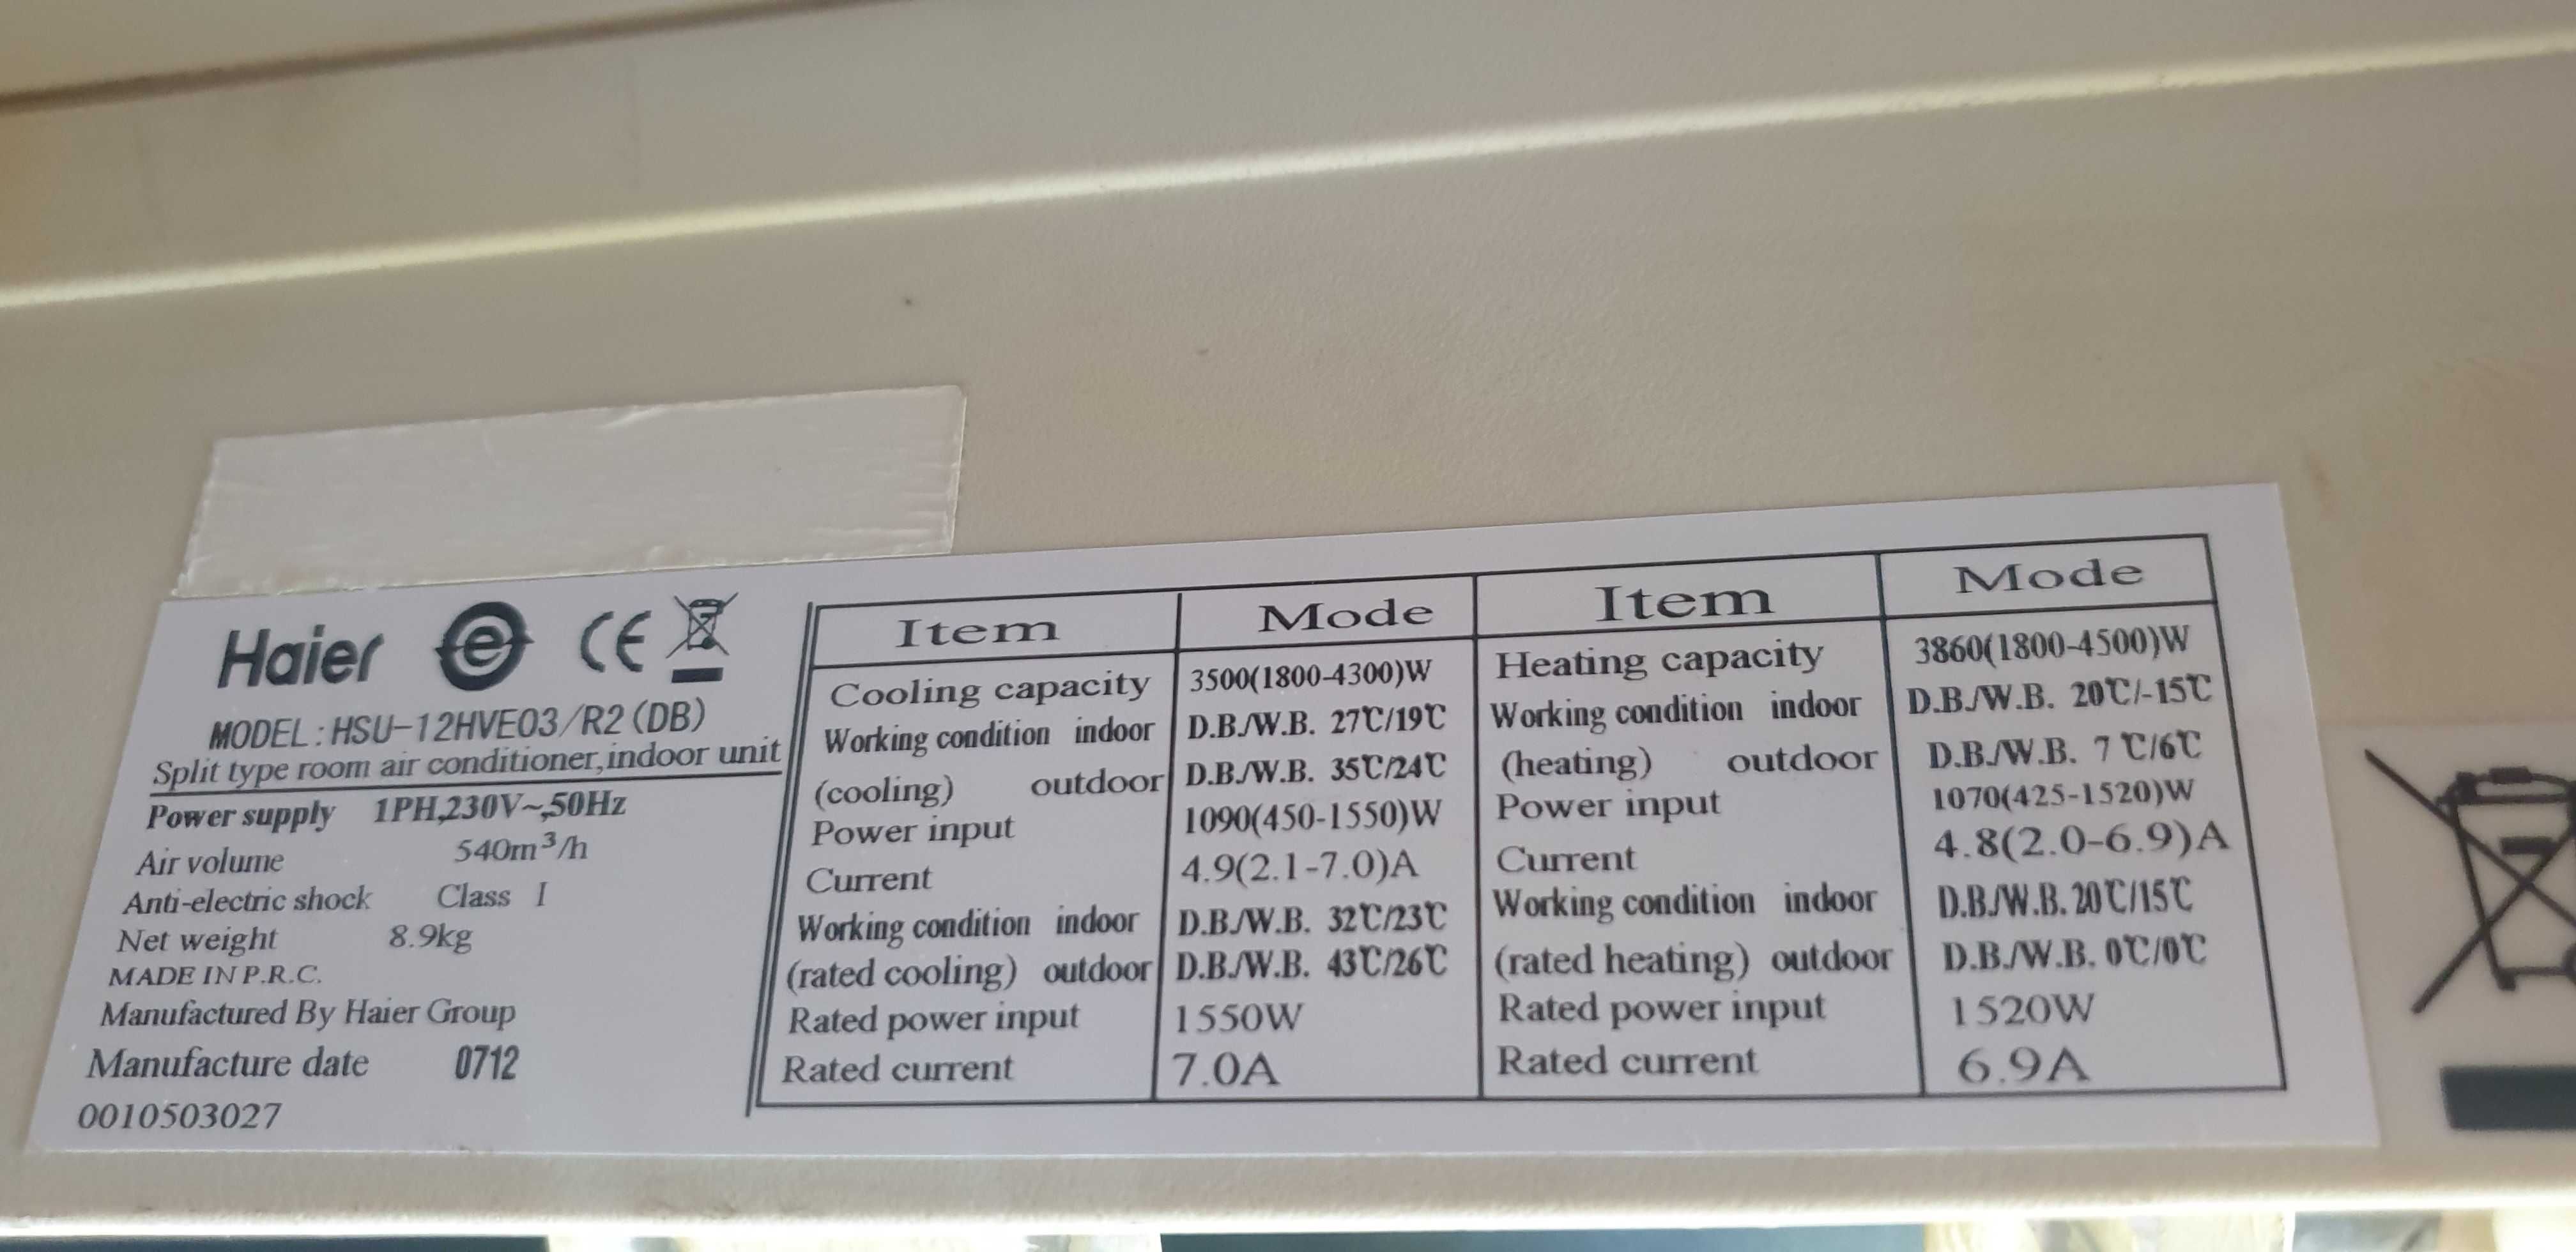 Haier e CE
MODEL:HSU-12HVE03/R2(DB)
Split type room air conditioner,indoor unit
Power supply 1PH,230V~,50Hz
Air volume 540m³/h
Anti-electric shock Class I
Net weight 8.9kg
MADE IN P.R.C.
Manufactured By Haier Group
Manufacture date 0712
0010503027
Item Mode Item Mode
Cooling capacity 3500(1800-4300)W Heating capacity 3860(1800-4500)W
Working condition indoor D.B./W.B. 27℃/19℃ Working condition indoor D.B./W.B. 20℃/-15℃
(cooling) outdoor D.B./W.B. 35℃/24℃ (heating) outdoor D.B./W.B. 7 ℃/6℃
Power input 1090(450-1550)W Power input 1070(425-1520)W
Current 4.9(2.1-7.0)A Current 4.8(2.0-6.9)A
Working condition indoor D.B./W.B. 32℃/23℃ Working condition indoor D.B./W.B. 20℃/15℃
(rated cooling) outdoor D.B./W.B. 43℃/26℃ (rated heating) outdoor D.B./W.B. 0℃/0℃
Rated power input 1550W Rated power input 1520W
Rated current 7.0A Rated current 6.9A